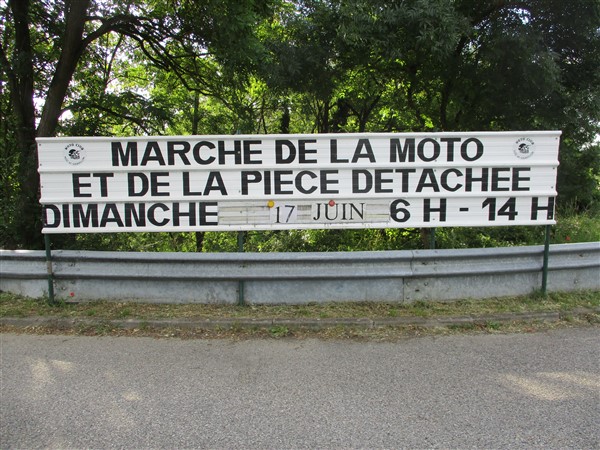 MARCHE DE LA MOTO
ET DE LA PIECE DETACHEE
DIMANCHE 17 JUIN 6 H - 14 H